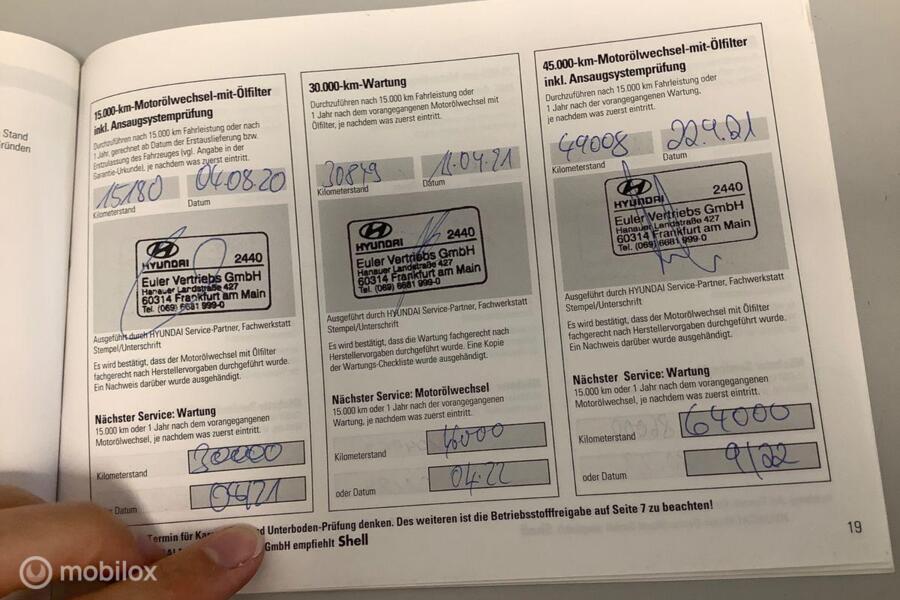 Stand
ründen
15.000-km-Motorölwechsel-mit-Ölfilter
inkl. Ansaugsystemprüfung
Durchzuführen nach 15.000 km Fahrleistung oder nach
1 Jahr, gerechnet ab Datum der Erstauslieferung bzw.
Erstzulassung des Fahrzeuges (vgl. Angabe in der
Garantie-Urkunde), je nachdem was zuerst eintritt.
15180 04.08.20
Kilometerstand Datum
HYUNDAI 2440
Euler Vertriebs GmbH
Hanauer Landstraße 427
60314 Frankfurt am Main
Tel. (069) 6681 999-0
Ausgeführt durch HYUNDAI Service-Partner, Fachwerkstatt
Stempel/Unterschrift
Es wird bestätigt, dass der Motorölwechsel mit Ölfilter
fachgerecht nach Herstellervorgaben durchgeführt wurde.
Ein Nachweis darüber wurde ausgehändigt.
Nächster Service: Wartung
15.000 km oder 1 Jahr nach der vorangegangenen
Motorölwechsel, je nachdem was zuerst eintritt.
Kilometerstand 30000
oder Datum 08/21
30.000-km-Wartung
Durchzuführen nach 15.000 km Fahrleistung oder
1 Jahr nach dem vorangegangenen Motorölwechsel mit
Ölfilter, je nachdem was zuerst eintritt.
30849 11.04.21
Kilometerstand Datum
HYUNDAI 2440
Euler Vertriebs GmbH
Hanauer Landstraße 427
60314 Frankfurt am Main
Tel. (069) 6681 999-0
Ausgeführt durch HYUNDAI Service-Partner, Fachwerkstatt
Stempel/Unterschrift
Es wird bestätigt, dass die Wartung fachgerecht nach
Herstellervorgaben durchgeführt wurde. Eine Kopie
der Wartungs-Checkliste wurde ausgehändigt.
Nächster Service: Motorölwechsel
15.000 km oder 1 Jahr nach der vorangegangenen
Wartung, je nachdem was zuerst eintritt.
Kilometerstand 46000
oder Datum 04.22
45.000-km-Motorölwechsel-mit-Ölfilter
inkl. Ansaugsystemprüfung
Durchzuführen nach 15.000 km Fahrleistung oder
1 Jahr nach der vorangegangenen Wartung,
je nachdem was zuerst eintritt.
49008 22.9.21
Kilometerstand Datum
HYUNDAI 2440
Euler Vertriebs GmbH
Hanauer Landstraße 427
60314 Frankfurt am Main
Tel. (069) 6681 999-0
Ausgeführt durch HYUNDAI Service-Partner, Fachwerkstatt
Stempel/Unterschrift
Es wird bestätigt, dass der Motorölwechsel mit Ölfilter
fachgerecht nach Herstellervorgaben durchgeführt wurde.
Ein Nachweis darüber wurde ausgehändigt.
Nächster Service: Wartung
15.000 km oder 1 Jahr nach dem vorangegangenen
Motorölwechsel, je nachdem was zuerst eintritt.
Kilometerstand 64000
oder Datum 9/22
Termin für Kar nd Unterboden-Prüfung denken. Des weiteren ist die Betriebsstofffreigabe auf Seite 7 zu beachten!
GmbH empfiehlt Shell
19
mobilox